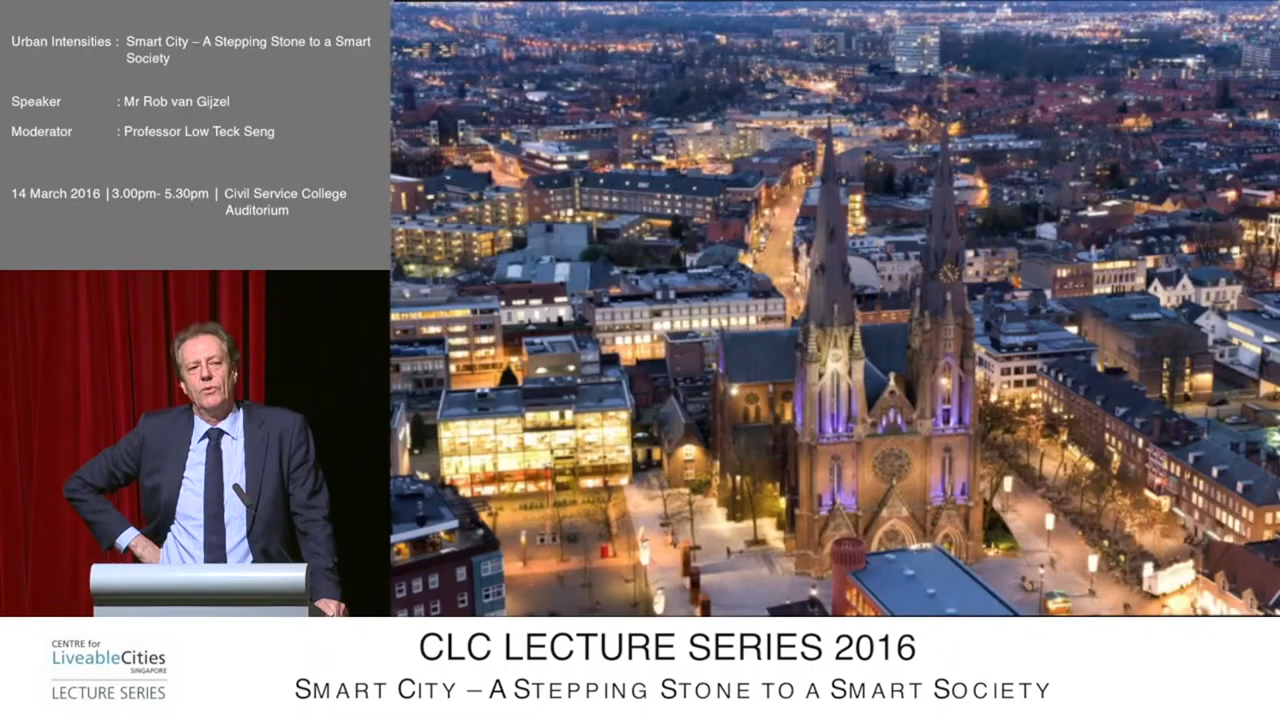 Urban Intensities : Smart City – A Stepping Stone to a Smart
Society
Speaker : Mr Rob van Gijzel
Moderator : Professor Low Teck Seng
14 March 2016 | 3.00pm- 5.30pm | Civil Service College
Auditorium
CENTRE for
LiveableCities
SINGAPORE
LECTURE SERIES
CLC LECTURE SERIES 2016
SMART CITY – A STEPPING STONE TO A SMART SOCIETY